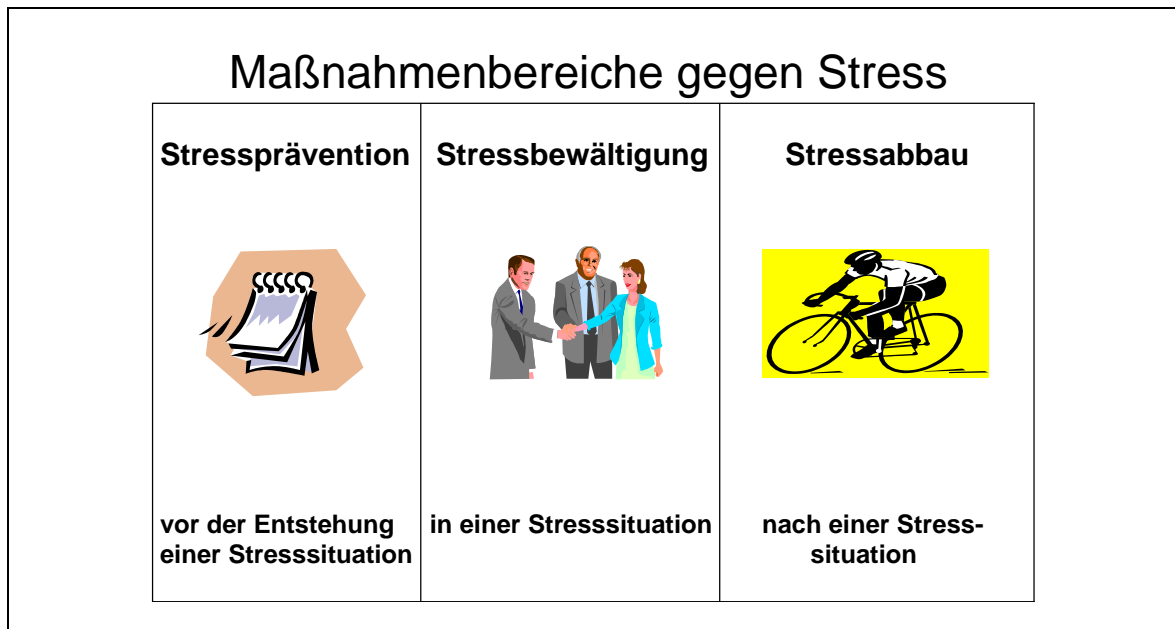 Maßnahmenbereiche gegen Stress
Stressprävention
vor der Entstehung
einer Stresssituation
Stressbewältigung
in einer Stresssituation
Stressabbau
nach einer Stress-
situation